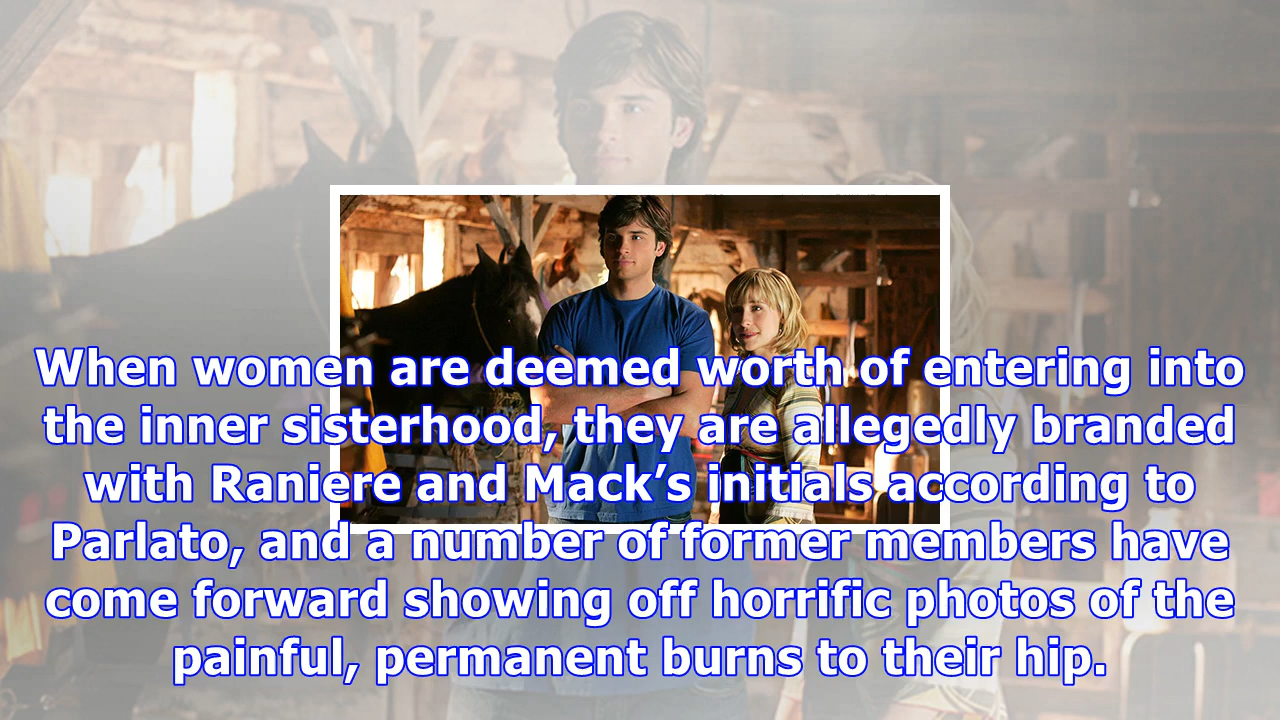 When women are deemed worth of entering into
the inner sisterhood, they are allegedly branded
with Raniere and Mack’s initials according to
Parlato, and a number of former members have
come forward showing off horrific photos of the
painful, permanent burns to their hip.